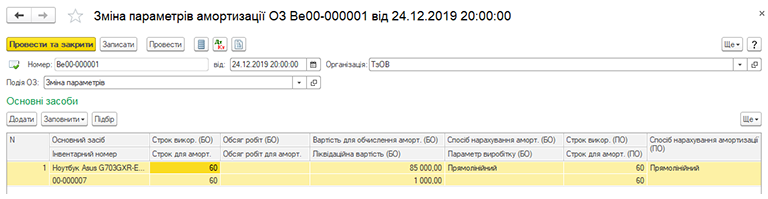 Зміна параметрів амортизації ОЗ Ве00-000001 від 24.12.2019 20:00:00
Провести та закрити Записати Провести Дт Кт Ще ?
Номер: Ве00-000001 від: 24.12.2019 20:00:00 Організація: ТзОВ
Подія ОЗ: Зміна параметрів
Основні засоби
Додати Заповнити Підбір Ще
N Основний засіб Строк викор. (БО) Обсяг робіт (БО) Вартість для обчислення аморт. (БО) Спосіб нарахування аморт. (БО) Строк викор. (ПО) Спосіб нарахування амортизації (ПО)
Інвентарний номер Строк для аморт. Обсяг робіт для аморт. Ліквідаційна вартість (БО) Параметр виробітку (БО) Строк для аморт. (ПО)
1 Ноутбук Asus G703GXR-E... 60 85 000,00 Прямолінійний 60 Прямолінійний
00-000007 60 1 000,00 60